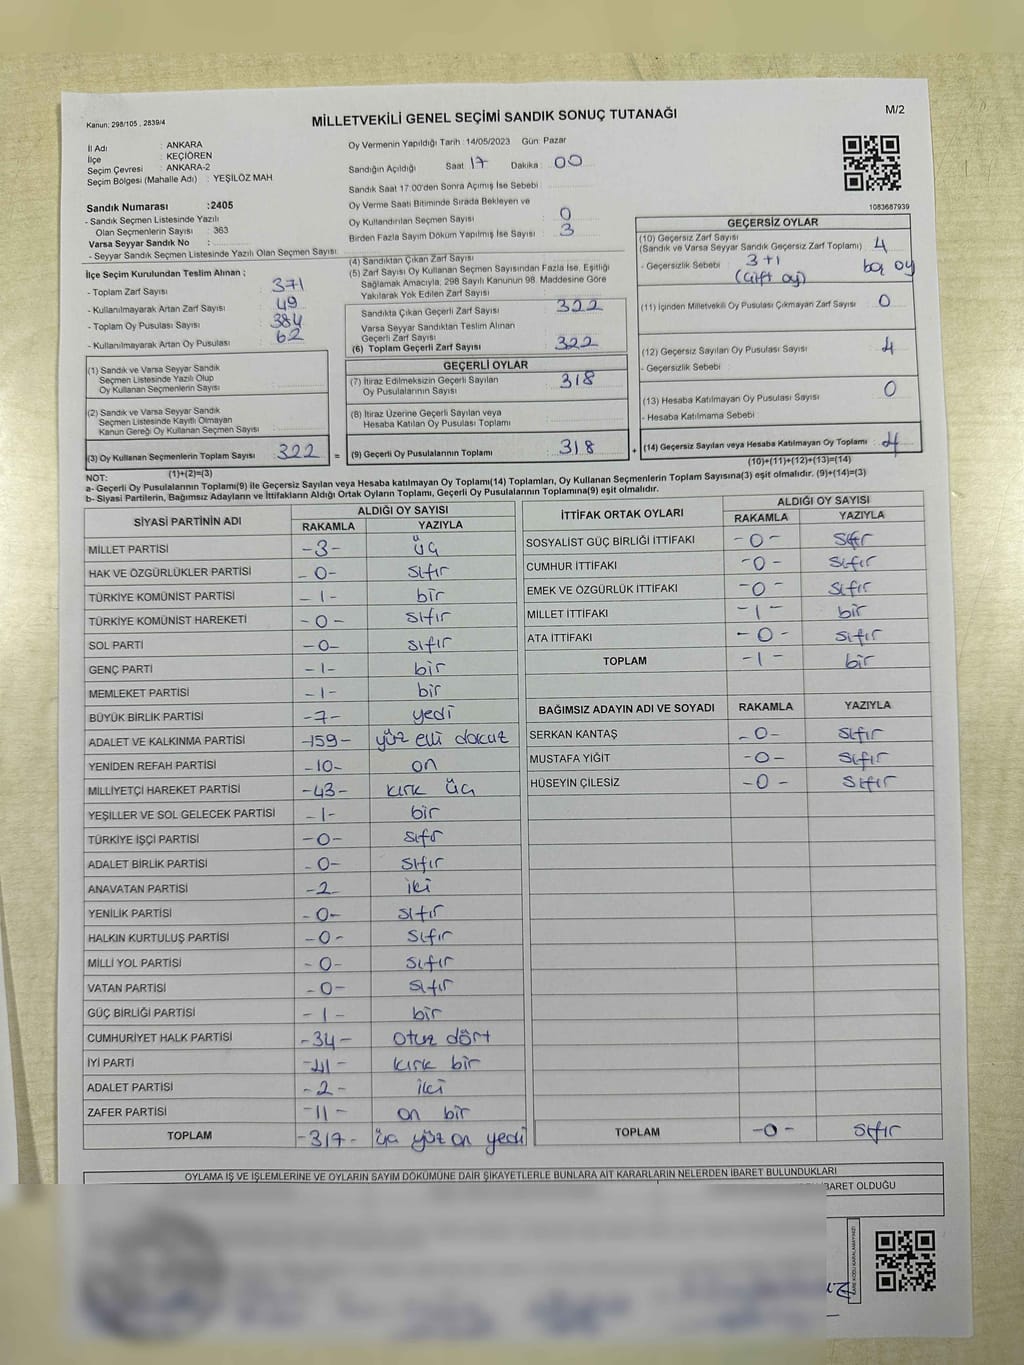 Kanun: 298/105 , 2839/4
MİLLETVEKİLİ GENEL SEÇİMİ SANDIK SONUÇ TUTANAĞI
M/2
İl Adı : ANKARA
İlçe : KEÇİÖREN
Seçim Çevresi : ANKARA-2
Seçim Bölgesi (Mahalle Adı) : YEŞİLÖZ MAH.
Sandık Numarası :2405
- Sandık Seçmen Listesinde Yazılı
Olan Seçmenlerin Sayısı : 363
Varsa Seyyar Sandık No :
- Seyyar Sandık Seçmen Listesinde Yazılı Olan Seçmen Sayısı :
İlçe Seçim Kurulundan Teslim Alınan ;
- Toplam Zarf Sayısı : 371
- Kullanılmayarak Artan Zarf Sayısı : 49
- Toplam Oy Pusulası Sayısı : 384
- Kullanılmayarak Artan Oy Pusulası : 62
(1) Sandık ve Varsa Seyyar Sandık
Seçmen Listesinde Yazılı Olup
Oy Kullanan Seçmenlerin Sayısı :
(2) Sandık ve Varsa Seyyar Sandık
Seçmen Listesinde Kayıtlı Olmayan
Kanun Gereği Oy Kullanan Seçmen Sayısı :
(3) Oy Kullanan Seçmenlerin Toplam Sayısı : 322 =
(1)+(2)=(3)
Oy Vermenin Yapıldığı Tarih :14/05/2023 Gün: Pazar
Sandığın Açıldığı Saat : 17 Dakika : 00
Sandık Saat 17:00'den Sonra Açılmış İse Sebebi :
Oy Verme Saati Bitiminde Sırada Bekleyen ve
Oy Kullandırılan Seçmen Sayısı : 0
Birden Fazla Sayım Döküm Yapılmış İse Sayısı : 3
(4) Sandıktan Çıkan Zarf Sayısı :
(5) Zarf Sayısı Oy Kullanan Seçmen Sayısından Fazla İse, Eşitliği
Sağlamak Amacıyla; 298 Sayılı Kanunun 98. Maddesine Göre
Yakılarak Yok Edilen Zarf Sayısı :
Sandıkta Çıkan Geçerli Zarf Sayısı : 322
Varsa Seyyar Sandıktan Teslim Alınan
Geçerli Zarf Sayısı :
(6) Toplam Geçerli Zarf Sayısı : 322
GEÇERLİ OYLAR
(7) İtiraz Edilmeksizin Geçerli Sayılan
Oy Pusulasının Sayısı : 318
(8) İtiraz Üzerine Geçerli Sayılan veya
Hesaba Katılan Oy Pusulası Toplamı :
(9) Geçerli Oy Pusulalarının Toplamı : 318 +
1083687939
GEÇERSİZ OYLAR
(10) Geçersiz Zarf Sayısı
(Sandık ve Varsa Seyyar Sandık Geçersiz Zarf Toplamı) : 4
- Geçersizlik Sebebi : 3+1 boş oy
(Çift oy)
(11) İçinden Milletvekili Oy Pusulası Çıkmayan Zarf Sayısı : 0
(12) Geçersiz Sayılan Oy Pusulası Sayısı : 4
- Geçersizlik Sebebi :
(13) Hesaba Katılmayan Oy Pusulası Sayısı : 0
- Hesaba Katılmama Sebebi :
(14) Geçersiz Sayılan veya Hesaba Katılmayan Oy Toplamı : 4
(10)+(11)+(12)+(13)=(14)
NOT:
a- Geçerli Oy Pusulalarının Toplamı(9) ile Geçersiz Sayılan veya Hesaba katılmayan Oy Toplamı(14) Toplamları, Oy Kullanan Seçmenlerin Toplam Sayısına(3) eşit olmalıdır. (9)+(14)=(3)
b- Siyasi Partilerin, Bağımsız Adayların ve İttifakların Aldığı Ortak Oyların Toplamı, Geçerli Oy Pusulalarının Toplamına(9) eşit olmalıdır.
SİYASİ PARTİNİN ADI ALDIĞI OY SAYISI
RAKAMLA YAZIYLA
MİLLET PARTİSİ -3- üç
HAK VE ÖZGÜRLÜKLER PARTİSİ -0- sıfır
TÜRKİYE KOMÜNİST PARTİSİ -1- bir
TÜRKİYE KOMÜNİST HAREKETİ -0- sıfır
SOL PARTİ -0- sıfır
GENÇ PARTİ -1- bir
MEMLEKET PARTİSİ -1- bir
BÜYÜK BİRLİK PARTİSİ -7- yedi
ADALET VE KALKINMA PARTİSİ -159- yüz elli dokuz
YENİDEN REFAH PARTİSİ -10- on
MİLLİYETÇİ HAREKET PARTİSİ -43- kırk üç
YEŞİLLER VE SOL GELECEK PARTİSİ -1- bir
TÜRKİYE İŞÇİ PARTİSİ -0- sıfır
ADALET BİRLİK PARTİSİ -0- sıfır
ANAVATAN PARTİSİ -2- iki
YENİLİK PARTİSİ -0- sıfır
HALKIN KURTULUŞ PARTİSİ -0- sıfır
MİLLİ YOL PARTİSİ -0- sıfır
VATAN PARTİSİ -0- sıfır
GÜÇ BİRLİĞİ PARTİSİ -1- bir
CUMHURİYET HALK PARTİSİ -34- otuz dört
İYİ PARTİ -41- kırk bir
ADALET PARTİSİ -2- iki
ZAFER PARTİSİ -11- on bir
TOPLAM -317- üç yüz on yedi
İTTİFAK ORTAK OYLARI ALDIĞI OY SAYISI
RAKAMLA YAZIYLA
SOSYALİST GÜÇ BİRLİĞİ İTTİFAKI -0- sıfır
CUMHUR İTTİFAKI -0- sıfır
EMEK VE ÖZGÜRLÜK İTTİFAKI -0- sıfır
MİLLET İTTİFAKI -1- bir
ATA İTTİFAKI -0- sıfır
TOPLAM -1- bir
BAĞIMSIZ ADAYIN ADI VE SOYADI RAKAMLA YAZIYLA
SERKAN KANTAŞ -0- sıfır
MUSTAFA YİĞİT -0- sıfır
HÜSEYİN ÇİLESİZ -0- sıfır
TOPLAM -0- sıfır
OYLAMA İŞ VE İŞLEMLERİNE VE OYLARIN SAYIM DÖKÜMÜNE DAİR ŞİKAYETLERLE BUNLARA AİT KARARLARIN NELERDEN İBARET BULUNDUKLARI
İBARET OLDUĞU